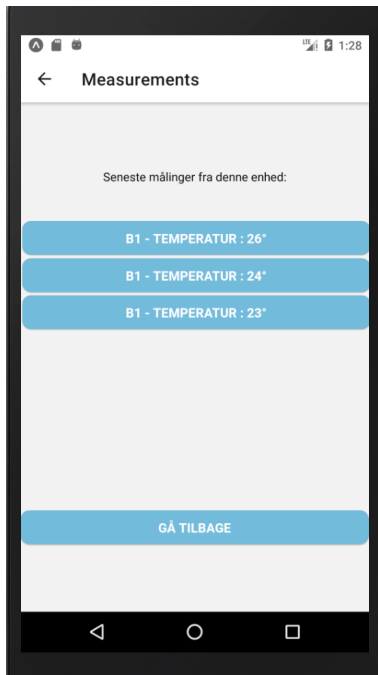 LTE 1:28
Measurements
Seneste målinger fra denne enhed:
B1 - TEMPERATUR : 26°
B1 - TEMPERATUR : 24°
B1 - TEMPERATUR : 23°
GÅ TILBAGE